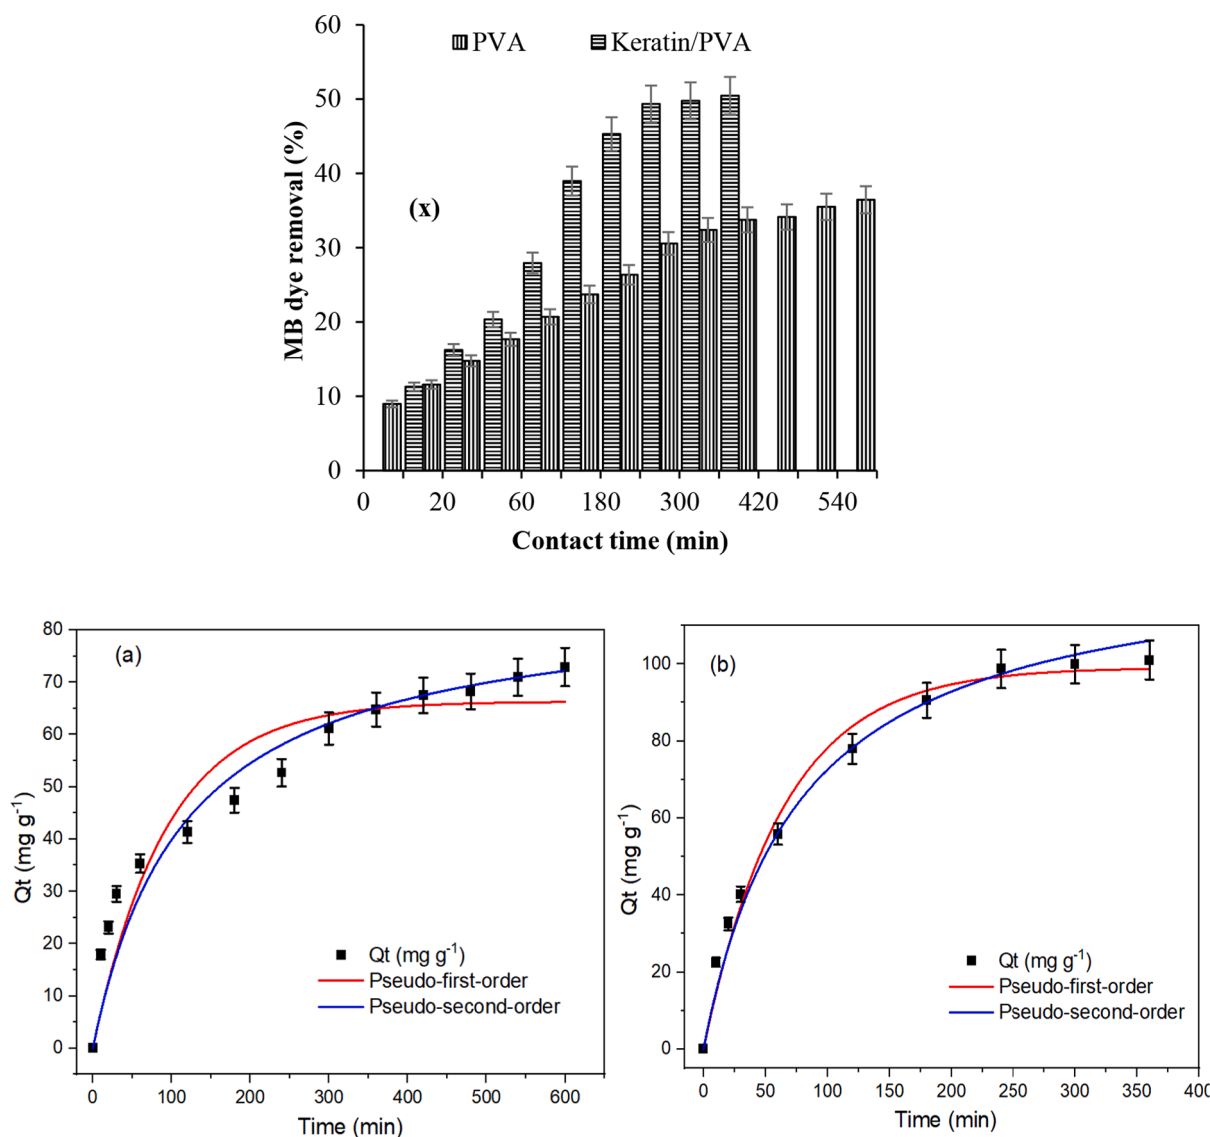 60
PVA Keratin/PVA
50
40
30
20
10
0
MB dye removal (%)
(x)
0 20 60 180 300 420 540
Contact time (min)
80
70
60
50
40
30
20
10
0
Qt (mg g⁻¹)
(a)
Qt (mg g⁻¹)
Pseudo-first-order
Pseudo-second-order
0 100 200 300 400 500 600
Time (min)
100
80
60
40
20
0
Qt (mg g⁻¹)
(b)
Qt (mg g⁻¹)
Pseudo-first-order
Pseudo-second-order
0 50 100 150 200 250 300 350 400
Time (min)